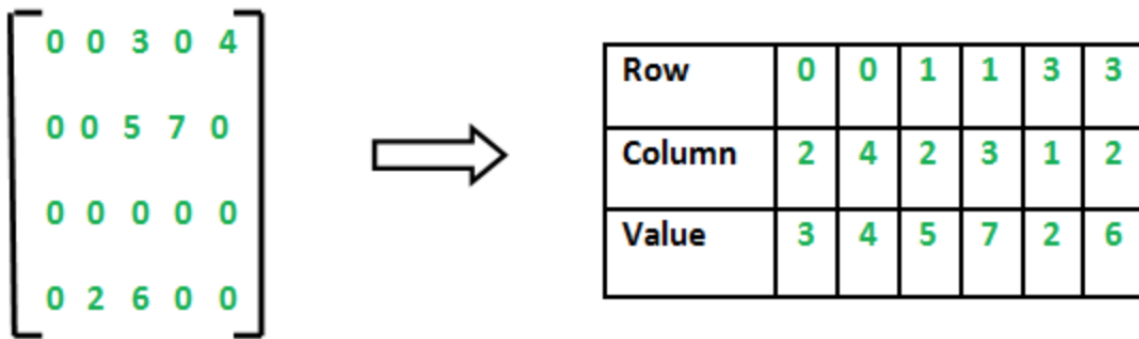 0 0 3 0 4
0 0 5 7 0
0 0 0 0 0
0 2 6 0 0
Row 0 0 1 1 3 3
Column 2 4 2 3 1 2
Value 3 4 5 7 2 6